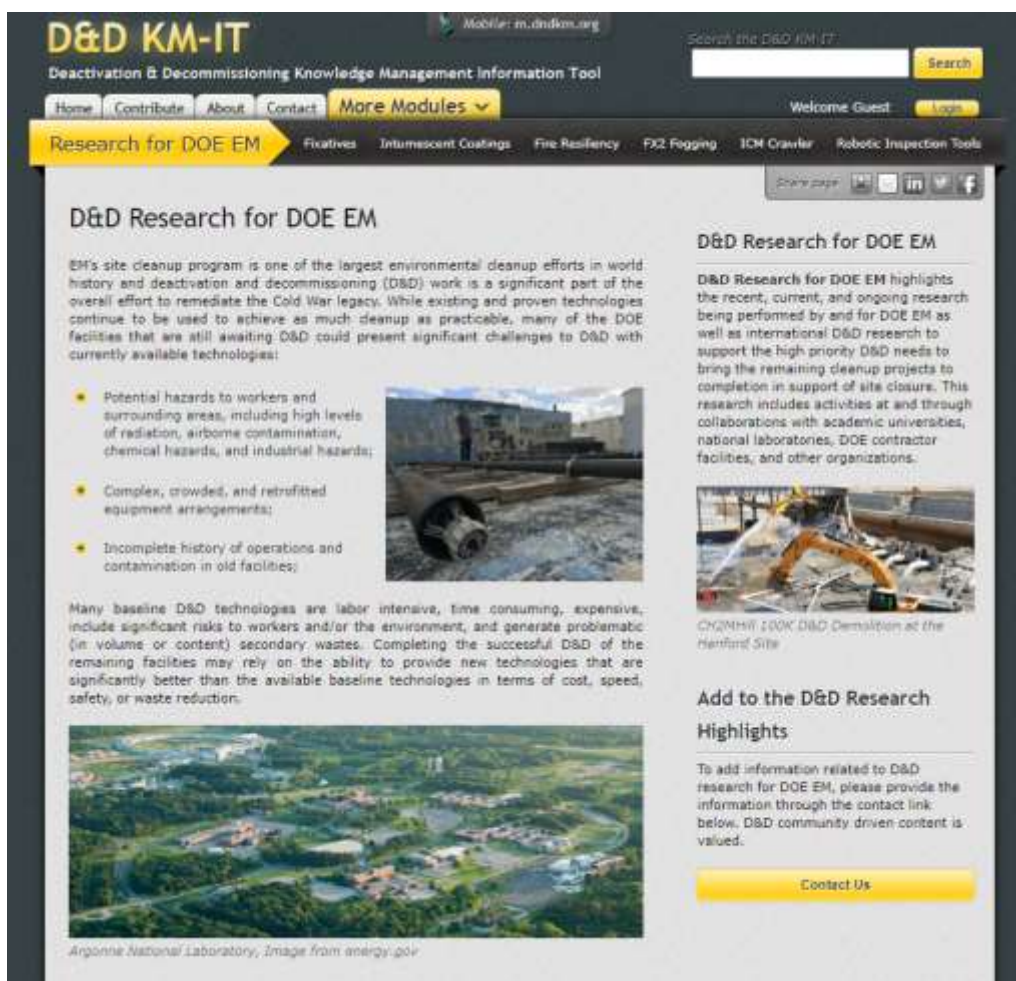 Mobile: m.dndkm.org
D&D KM-IT
Search the D&D KM-IT
Deactivation & Decommissioning Knowledge Management Information Tool
Search
Home Contribute About Contact More Modules
Welcome Guest Login
Research for DOE EM Fixatives Intumescent Coatings Fire Resiliency FX2 Fogging ICM Crawler Robotic Inspection Tools
Share page
in
D&D Research for DOE EM
EM's site cleanup program is one of the largest environmental cleanup efforts in world
history and deactivation and decommissioning (D&D) work is a significant part of the
overall effort to remediate the Cold War legacy. While existing and proven technologies
continue to be used to achieve as much cleanup as practicable, many of the DOE
facilities that are still awaiting D&D could present significant challenges to D&D with
currently available technologies:
Potential hazards to workers and
surrounding areas, including high levels
of radiation, airborne contamination,
chemical hazards, and industrial hazards;
Complex, crowded, and retrofitted
equipment arrangements;
Incomplete history of operations and
contamination in old facilities;
Many baseline D&D technologies are labor intensive, time consuming, expensive,
include significant risks to workers and/or the environment, and generate problematic
(in volume or content) secondary wastes. Completing the successful D&D of the
remaining facilities may rely on the ability to provide new technologies that are
significantly better than the available baseline technologies in terms of cost, speed,
safety, or waste reduction.
Argonne National Laboratory, Image from energy.gov
D&D Research for DOE EM
D&D Research for DOE EM highlights
the recent, current, and ongoing research
being performed by and for DOE EM as
well as international D&D research to
support the high priority D&D needs to
bring the remaining cleanup projects to
completion in support of site closure. This
research includes activities at and through
collaborations with academic universities,
national laboratories, DOE contractor
facilities, and other organizations.
CH2MHill 100K D&D Demolition at the
Hanford Site
Add to the D&D Research
Highlights
To add information related to D&D
research for DOE EM, please provide the
information through the contact link
below. D&D community driven content is
valued.
Contact Us